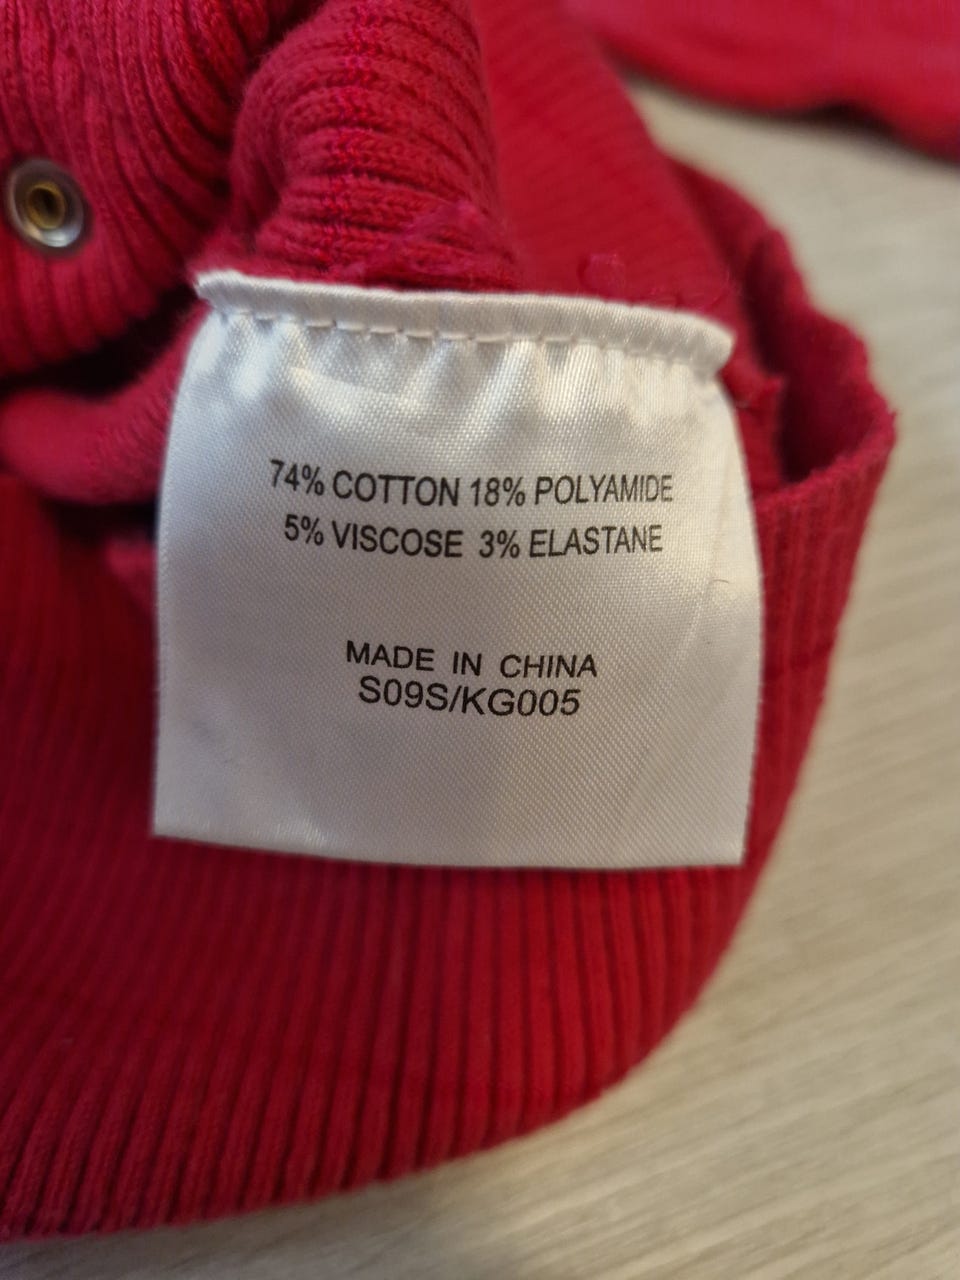 74% COTTON 18% POLYAMIDE
5% VISCOSE 3% ELASTANE
MADE IN CHINA
S09S/KG005